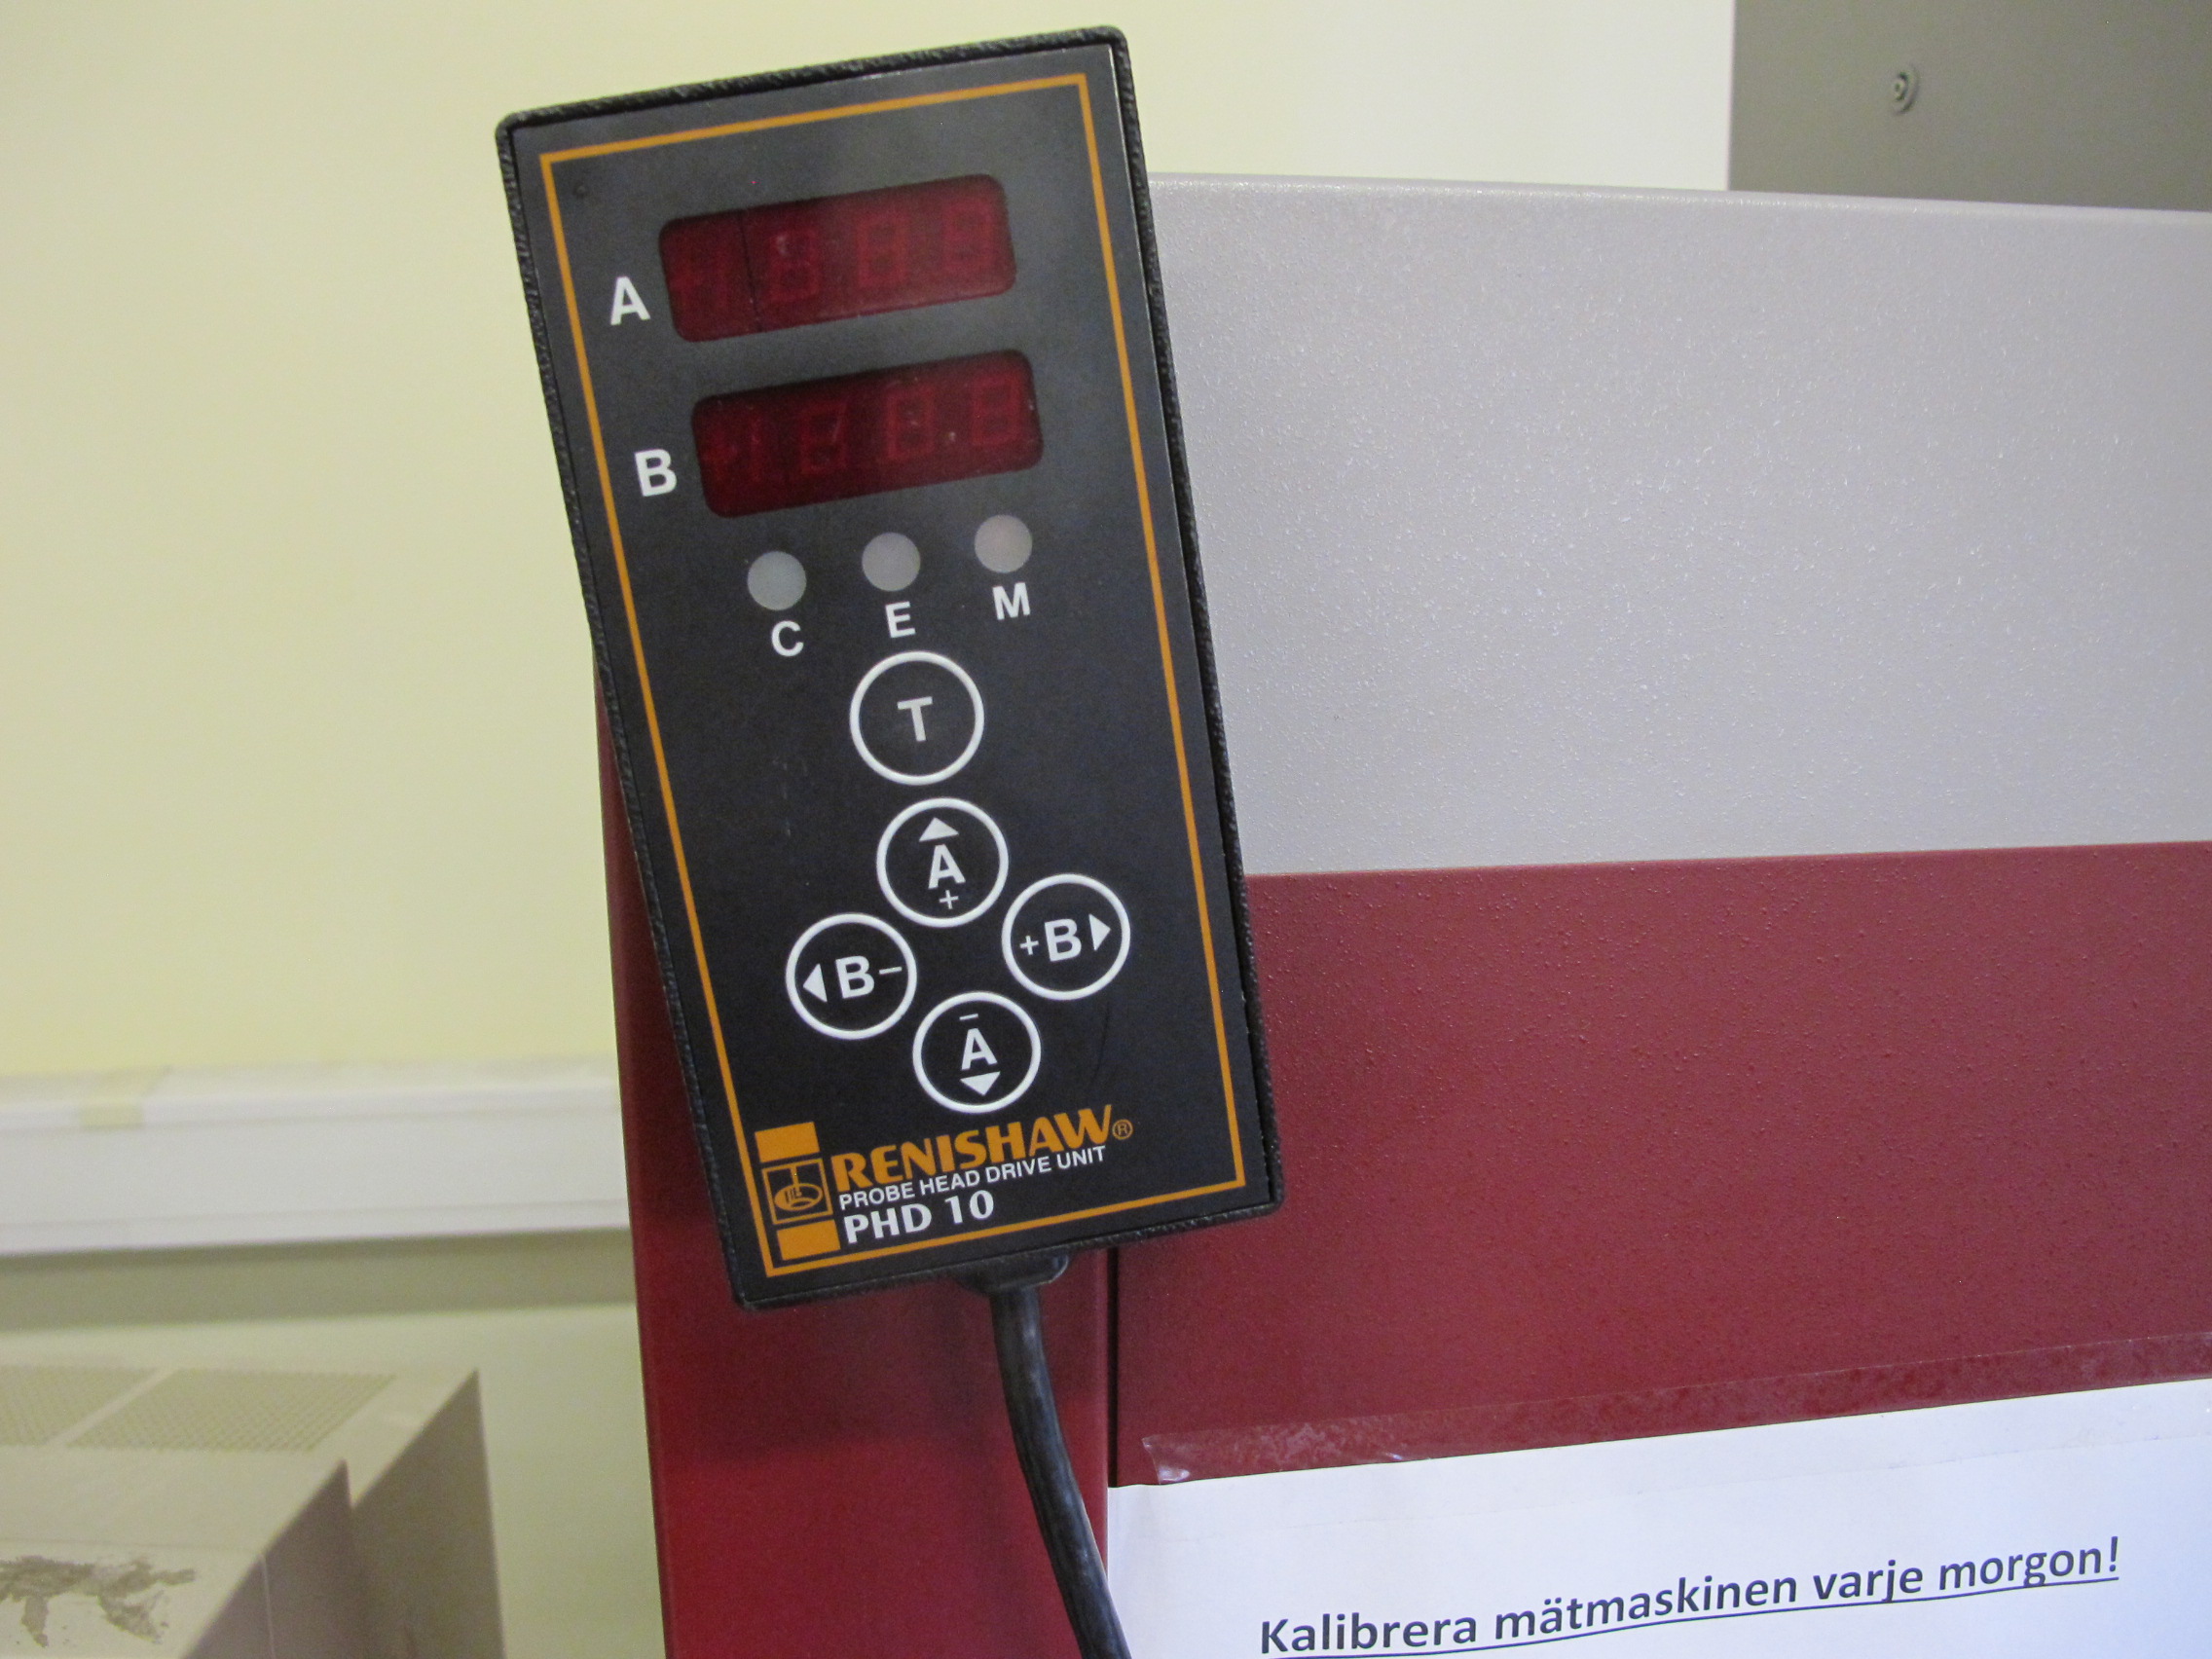 A
B
C E M
T
A
+
B-
+B
-
A
RENISHAW®
PROBE HEAD DRIVE UNIT
PHD 10
Kalibrera mätmaskinen varje morgon!